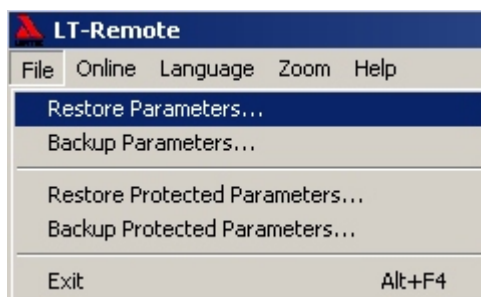 LT-Remote
File Online Language Zoom Help
Restore Parameters...
Backup Parameters...
Restore Protected Parameters...
Backup Protected Parameters...
Exit Alt+F4